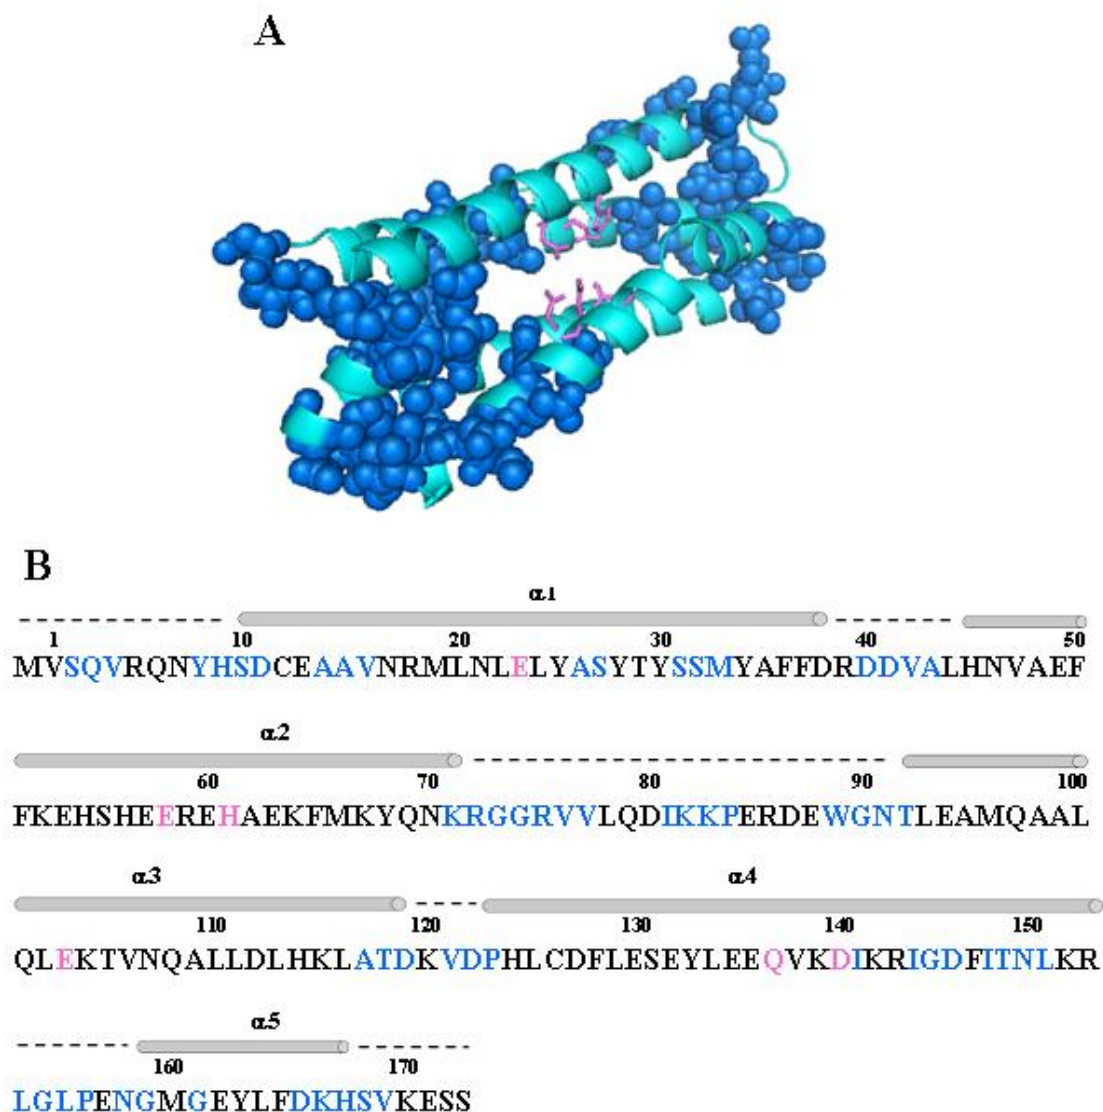 A
B
α1
1 10 20 30 40 50
MVSQVRQNYHSDCEAAVNRMLNLELYASYTYSSMYAFFDRDDVALHNVAEF
α2
60 70 80 90 100
FKEHSHEEREHAEKFMKYQNKRGGRVVLQDIKKPERDEWGNTLEAMQAAL
α3 α4
110 120 130 140 150
QLEKTVNQALLDLHKLATDKVDPHLCDFLESEYLEEQVKDIKRIGDFITNLKR
α5
160 170
LGLPENGMGEYLFDKHSVKESS